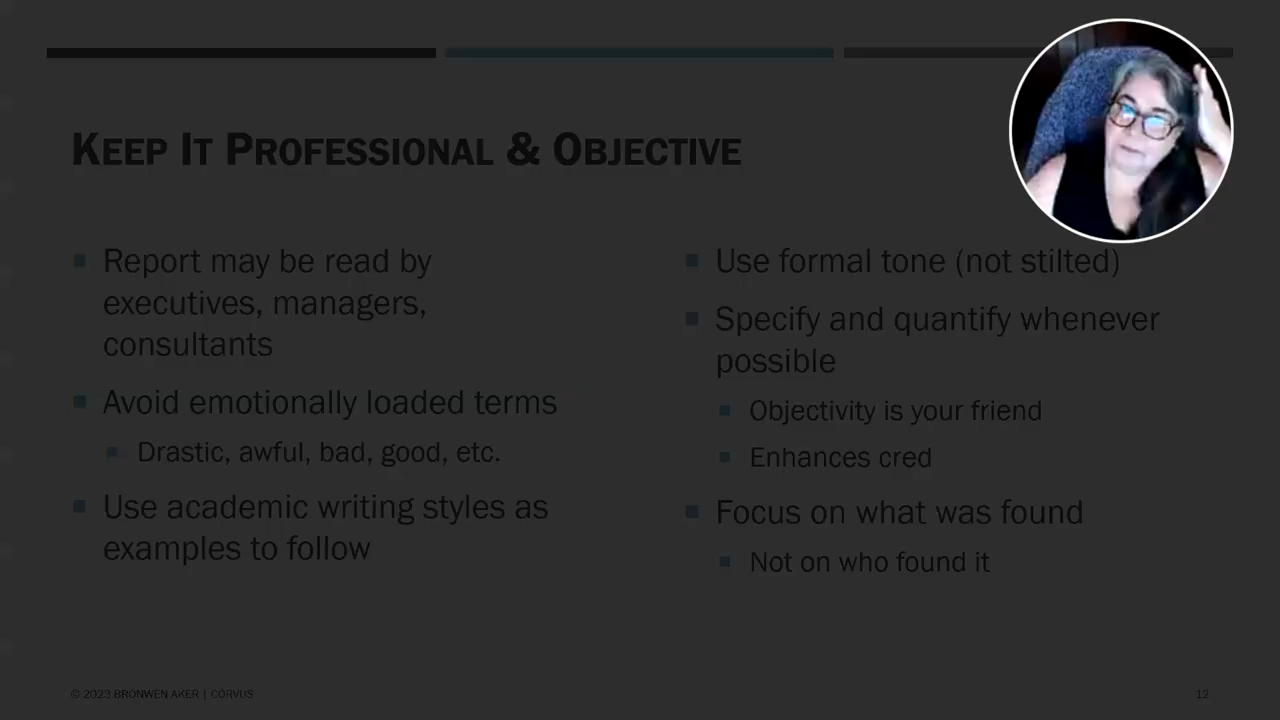 KEEP IT PROFESSIONAL & OBJECTIVE
Report may be read by
executives, managers,
consultants
Avoid emotionally loaded terms
Drastic, awful, bad, good, etc.
Use academic writing styles as
examples to follow
Use formal tone (not stilted)
Specify and quantify whenever
possible
Objectivity is your friend
Enhances cred
Focus on what was found
Not on who found it
© 2023 BRONWEN AKER | CORVUS
12